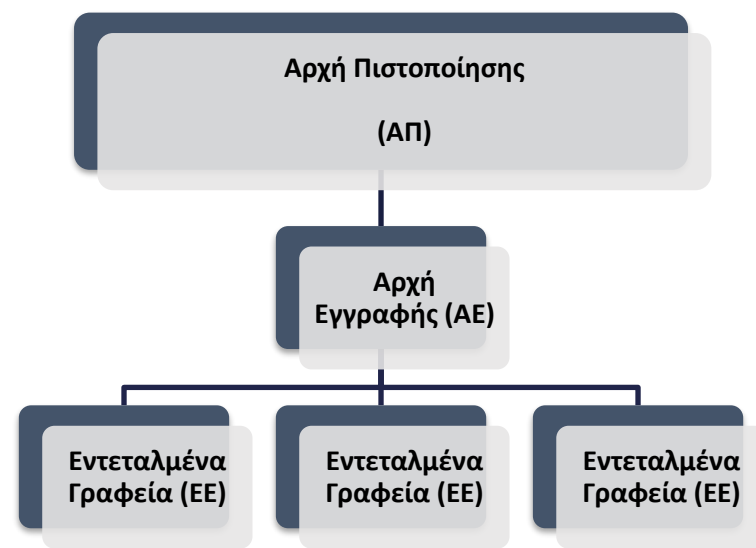 Αρχή Πιστοποίησης
(ΑΠ)
Αρχή
Εγγραφής (ΑΕ)
Εντεταλμένα
Γραφεία (ΕΕ)
Εντεταλμένα
Γραφεία (ΕΕ)
Εντεταλμένα
Γραφεία (ΕΕ)